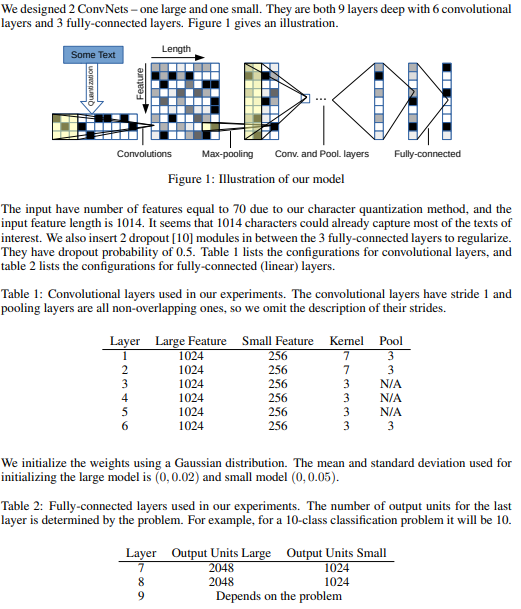 We designed 2 ConvNets – one large and one small. They are both 9 layers deep with 6 convolutional
layers and 3 fully-connected layers. Figure 1 gives an illustration.
Some Text
Quantization
Length
Feature
Convolutions
Max-pooling
...
Conv. and Pool. layers
Fully-connected
Figure 1: Illustration of our model
The input have number of features equal to 70 due to our character quantization method, and the
input feature length is 1014. It seems that 1014 characters could already capture most of the texts of
interest. We also insert 2 dropout [10] modules in between the 3 fully-connected layers to regularize.
They have dropout probability of 0.5. Table 1 lists the configurations for convolutional layers, and
table 2 lists the configurations for fully-connected (linear) layers.
Table 1: Convolutional layers used in our experiments. The convolutional layers have stride 1 and
pooling layers are all non-overlapping ones, so we omit the description of their strides.
Layer Large Feature Small Feature Kernel Pool
1 1024 256 7 3
2 1024 256 7 3
3 1024 256 3 N/A
4 1024 256 3 N/A
5 1024 256 3 N/A
6 1024 256 3 3
We initialize the weights using a Gaussian distribution. The mean and standard deviation used for
initializing the large model is (0, 0.02) and small model (0, 0.05).
Table 2: Fully-connected layers used in our experiments. The number of output units for the last
layer is determined by the problem. For example, for a 10-class classification problem it will be 10.
Layer Output Units Large Output Units Small
7 2048 1024
8 2048 1024
9 Depends on the problem